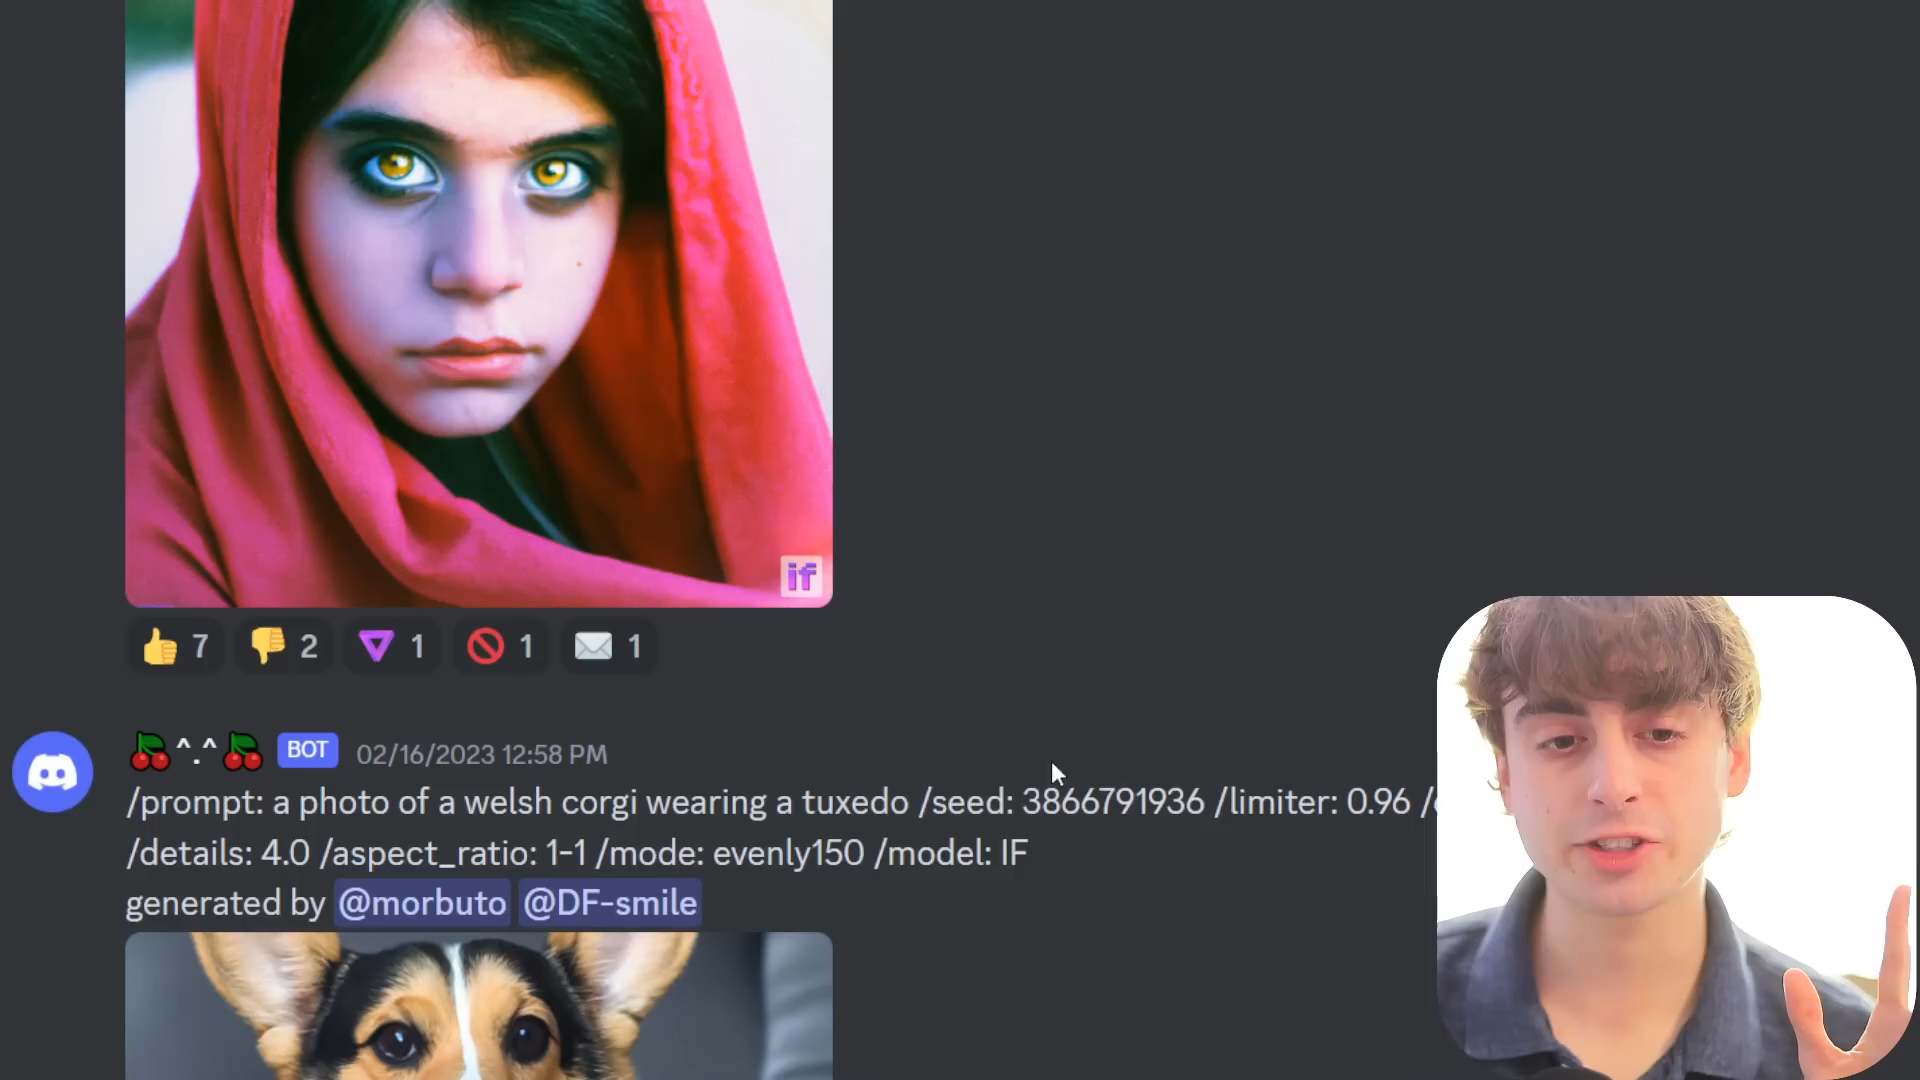 if
7 2 1 1 1
^.^ BOT 02/16/2023 12:58 PM
/prompt: a photo of a welsh corgi wearing a tuxedo /seed: 3866791936 /limiter: 0.96 /
/details: 4.0 /aspect_ratio: 1-1 /mode: evenly150 /model: IF
generated by @morbuto @DF-smile